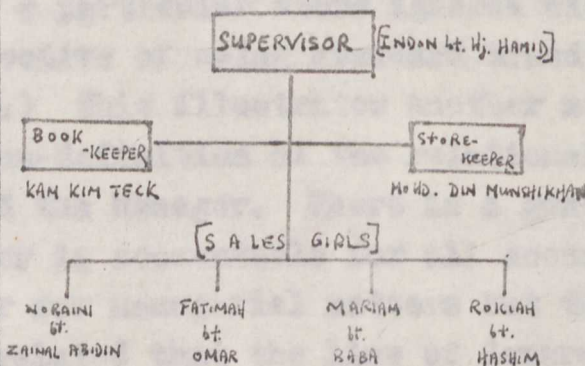 SUPERVISOR [INDON bt. Hj. HAMID]
BOOK
-KEEPER
KAM KIM TECK
STORE-
KEEPER
MOHD. DIN MUNSHIKHAN
[SALES GIRLS]
NORAINI
bt.
ZAINAL ABIDIN
FATIMAH
bt.
OMAR
MARIAM
bt.
BABA
ROKIAH
bt.
HASHIM